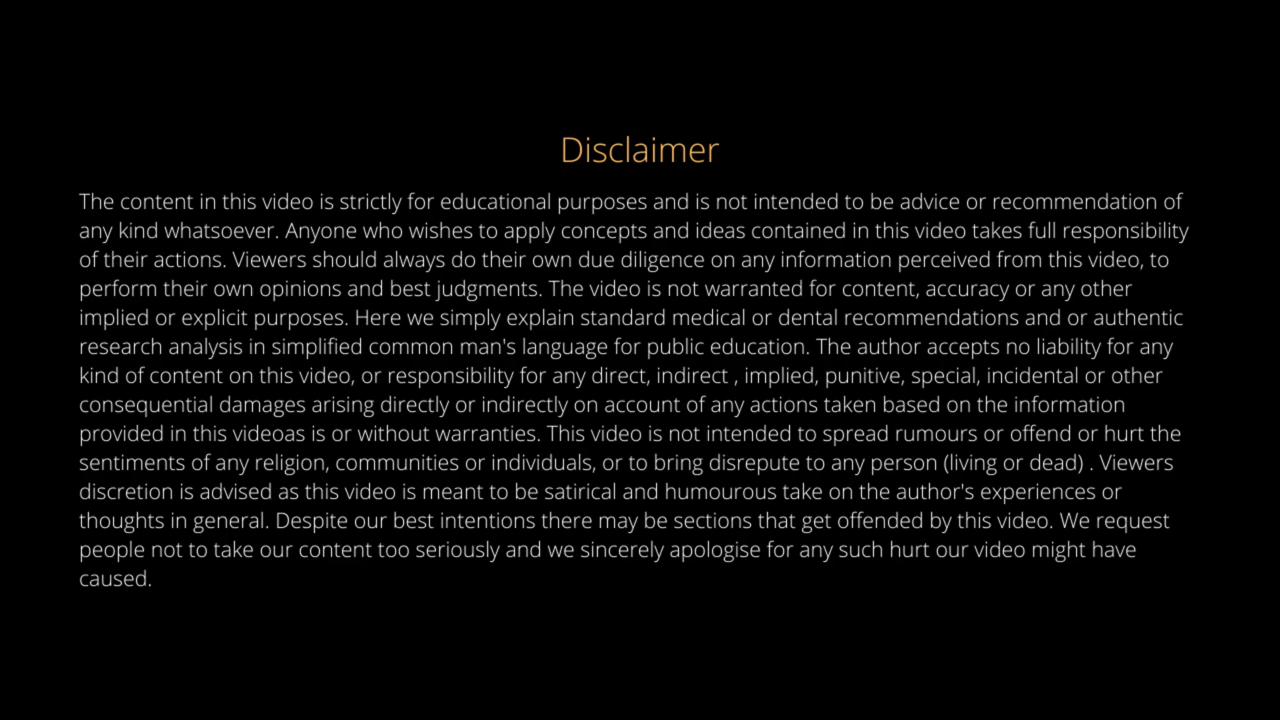 Disclaimer
The content in this video is strictly for educational purposes and is not intended to be advice or recommendation of
any kind whatsoever. Anyone who wishes to apply concepts and ideas contained in this video takes full responsibility
of their actions. Viewers should always do their own due diligence on any information perceived from this video, to
perform their own opinions and best judgments. The video is not warranted for content, accuracy or any other
implied or explicit purposes. Here we simply explain standard medical or dental recommendations and or authentic
research analysis in simplified common man's language for public education. The author accepts no liability for any
kind of content on this video, or responsibility for any direct, indirect , implied, punitive, special, incidental or other
consequential damages arising directly or indirectly on account of any actions taken based on the information
provided in this videoas is or without warranties. This video is not intended to spread rumours or offend or hurt the
sentiments of any religion, communities or individuals, or to bring disrepute to any person (living or dead) . Viewers
discretion is advised as this video is meant to be satirical and humourous take on the author's experiences or
thoughts in general. Despite our best intentions there may be sections that get offended by this video. We request
people not to take our content too seriously and we sincerely apologise for any such hurt our video might have
caused.